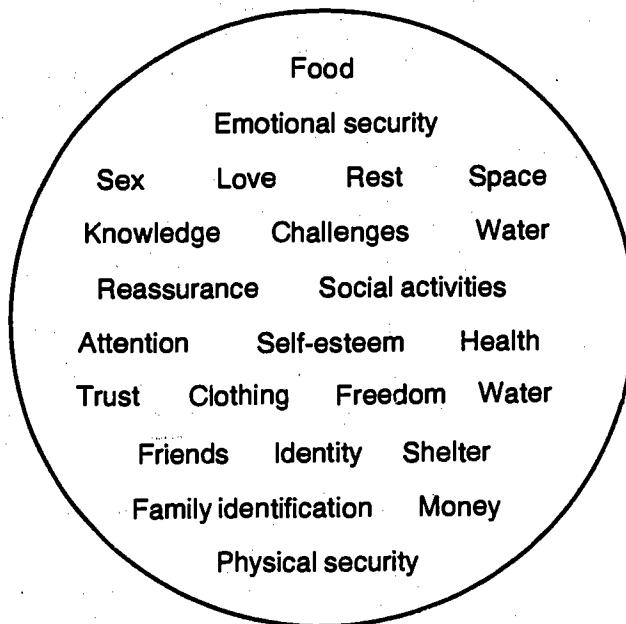 Food
Emotional security
Sex Love Rest Space
Knowledge Challenges Water
Reassurance Social activities
Attention Self-esteem Health
Trust Clothing Freedom Water
Friends Identity Shelter
Family identification Money
Physical security